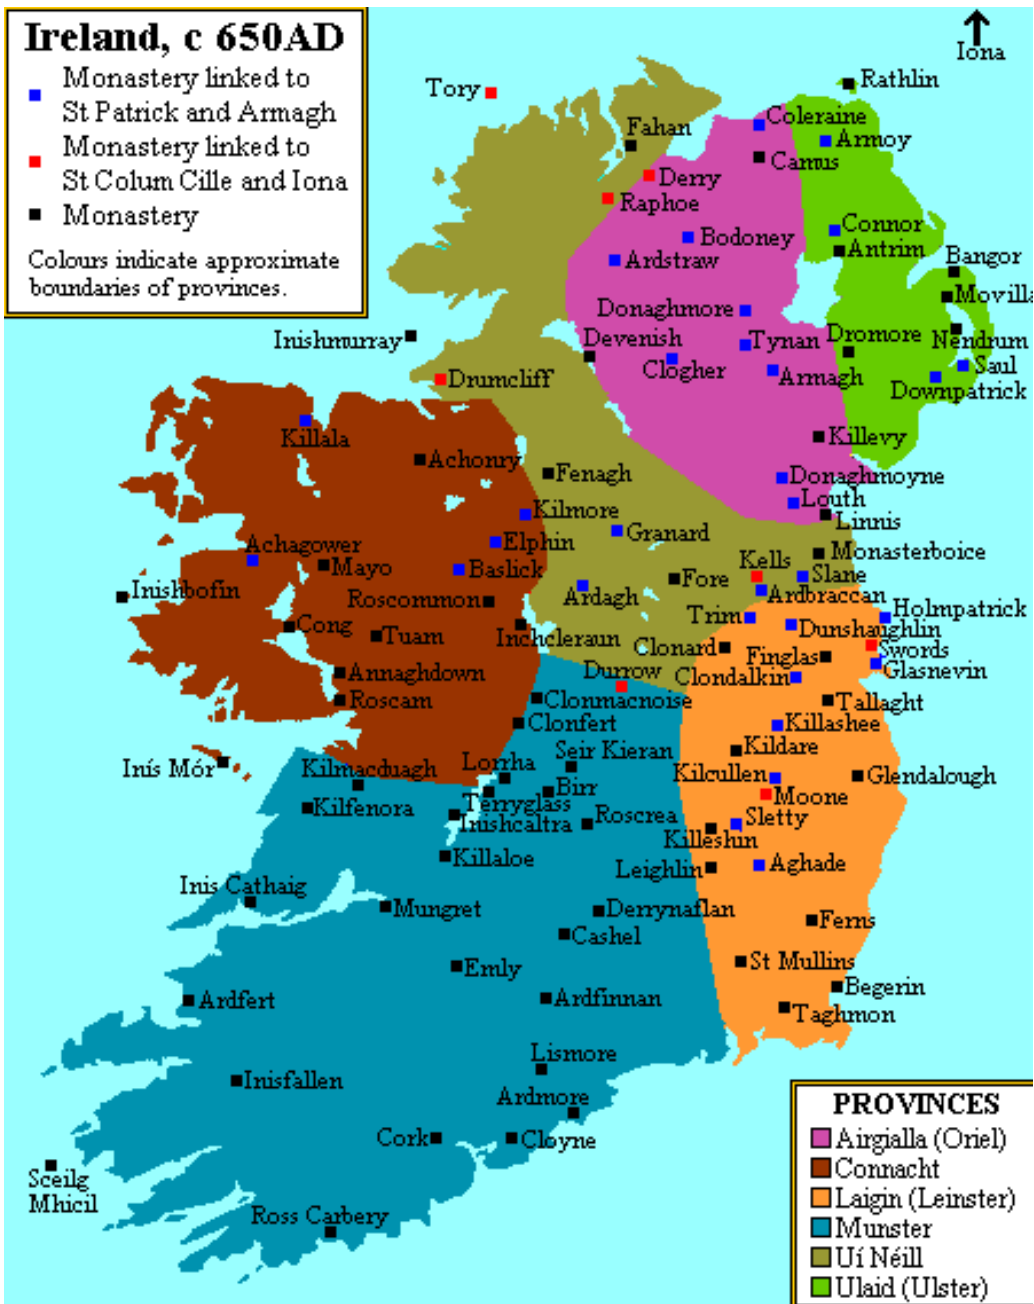 Ireland, c 650AD
Monastery linked to
St Patrick and Armagh
Monastery linked to
St Colum Cille and Iona
Monastery
Colours indicate approximate
boundaries of provinces.
Iona
Rathlin
Tory
Coleraine
Fahan
Armoy
Camus
Derry
Raphoe
Connor
Bodoney
Antrim
Ardstraw
Bangor
Movilla
Donaghmore
Inishmurray
Devenish
Tynan
Dromore
Nendrum
Clogher
Saul
Drumcliff
Armagh
Downpatrick
Killala
Killevy
Achonry
Fenagh
Donaghmoyne
Louth
Kilmore
Linnis
Granard
Achagower
Elphin
Monasterboice
Kells
Mayo
Baslick
Fore
Slane
Inishbofin
Ardagh
Ardbraccan
Roscommon
Holmpatrick
Trim
Dunshaughlin
Cong
Tuam
Inchcleraun
Clonard
Swords
Finglas
Glasnevin
Annaghdown
Durrow
Clondalkin
Roscam
Clonmacnoise
Tallaght
Clonfert
Killashee
Seir Kieran
Kildare
Inís Mór
Kilmacduagh
Lorrha
Kilcullen
Glendalough
Birr
Terryglass
Moone
Kilfenora
Inishcaltra
Roscrea
Sletty
Killeshin
Killaloe
Leighlin
Aghade
Inis Cathaig
Mungret
Derrynaflan
Ferns
Cashel
Emly
St Mullins
Begerin
Ardfert
Ardfinnan
Taghmon
Lismore
Inisfallen
Ardmore
Cork
Cloyne
Sceilg
Mhicil
Ross Carbery
PROVINCES
Airgialla (Oriel)
Connacht
Laigin (Leinster)
Munster
Uí Néill
Ulaid (Ulster)